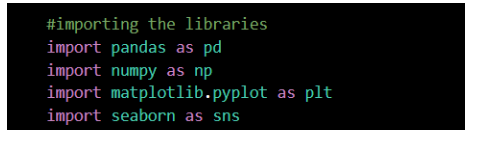 #importing the libraries
import pandas as pd
import numpy as np
import matplotlib.pyplot as plt
import seaborn as sns